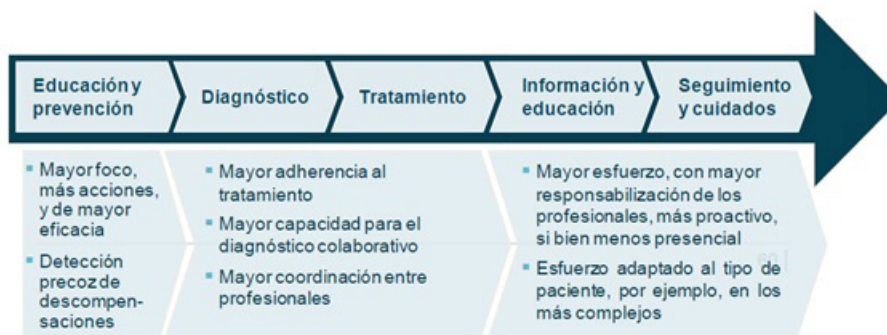 Educación y
prevención
Diagnóstico
Tratamiento
Información y
educación
Seguimiento
y cuidados
Mayor foco,
más acciones,
y de mayor
eficacia
Detección
precoz de
descompen-
saciones
Mayor adherencia al
tratamiento
Mayor capacidad para el
diagnóstico colaborativo
Mayor coordinación entre
profesionales
Mayor esfuerzo, con mayor
responsabilización de los
profesionales, más proactivo,
si bien menos presencial
Esfuerzo adaptado al tipo de
paciente, por ejemplo, en los
más complejos